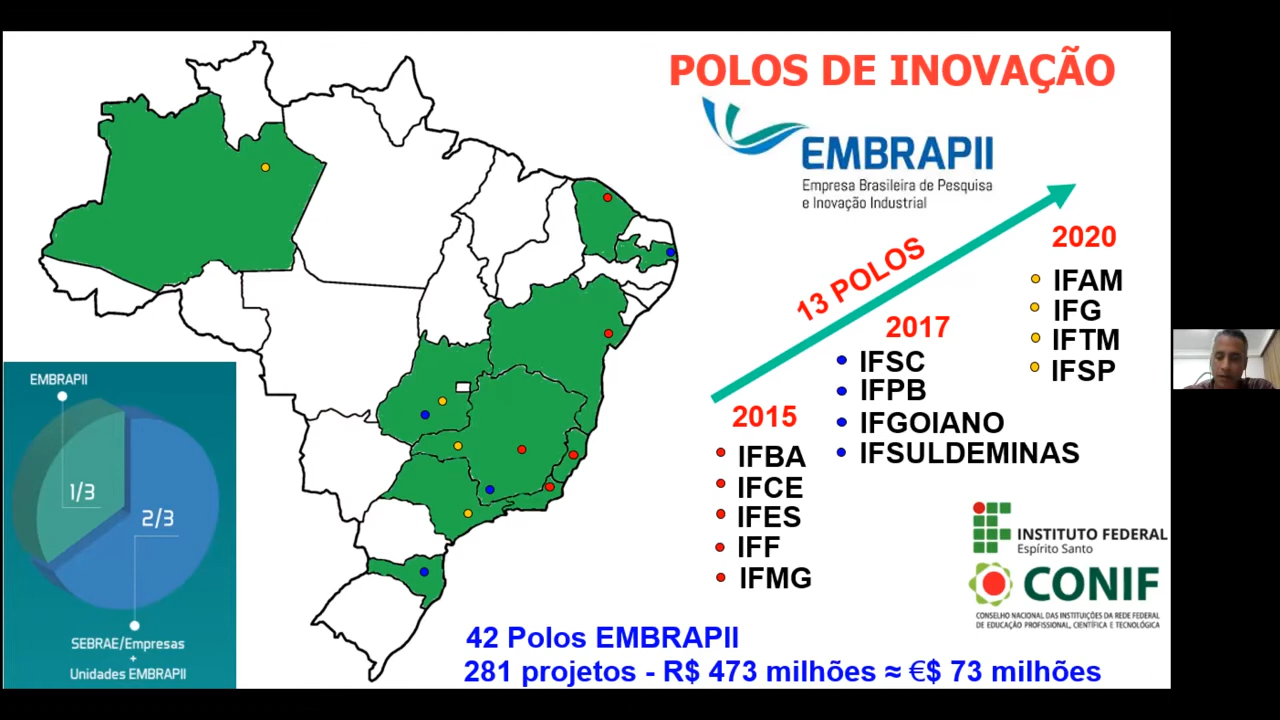 POLOS DE INOVAÇÃO
EMBRAPII
Empresa Brasileira de Pesquisa
e Inovação Industrial
13 POLOS
2015
IFBA
IFCE
IFES
IFF
IFMG
2017
IFSC
IFPB
IFGOIANO
IFSULDEMINAS
2020
IFAM
IFG
IFTM
IFSP
EMBRAPII
1/3
2/3
SEBRAE/Empresas
+
Unidades EMBRAPII
INSTITUTO FEDERAL
Espírito Santo
CONIF
CONSELHO NACIONAL DAS INSTITUIÇÕES DA REDE FEDERAL
DE EDUCAÇÃO PROFISSIONAL, CIENTÍFICA E TECNOLÓGICA
42 Polos EMBRAPII
281 projetos - R$ 473 milhões ≈ €$ 73 milhões